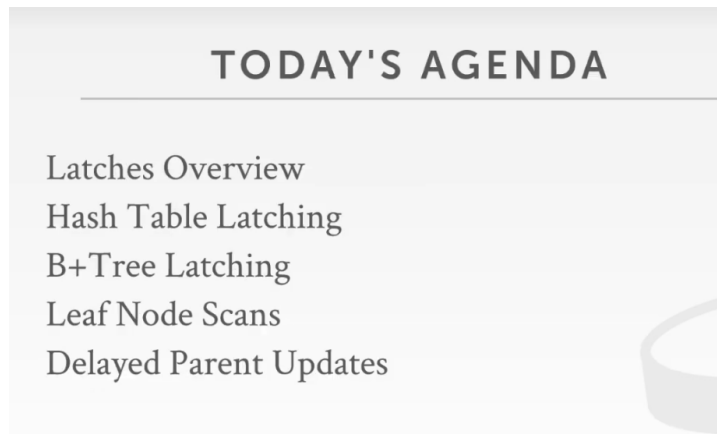 TODAY'S AGENDA
Latches Overview
Hash Table Latching
B+Tree Latching
Leaf Node Scans
Delayed Parent Updates